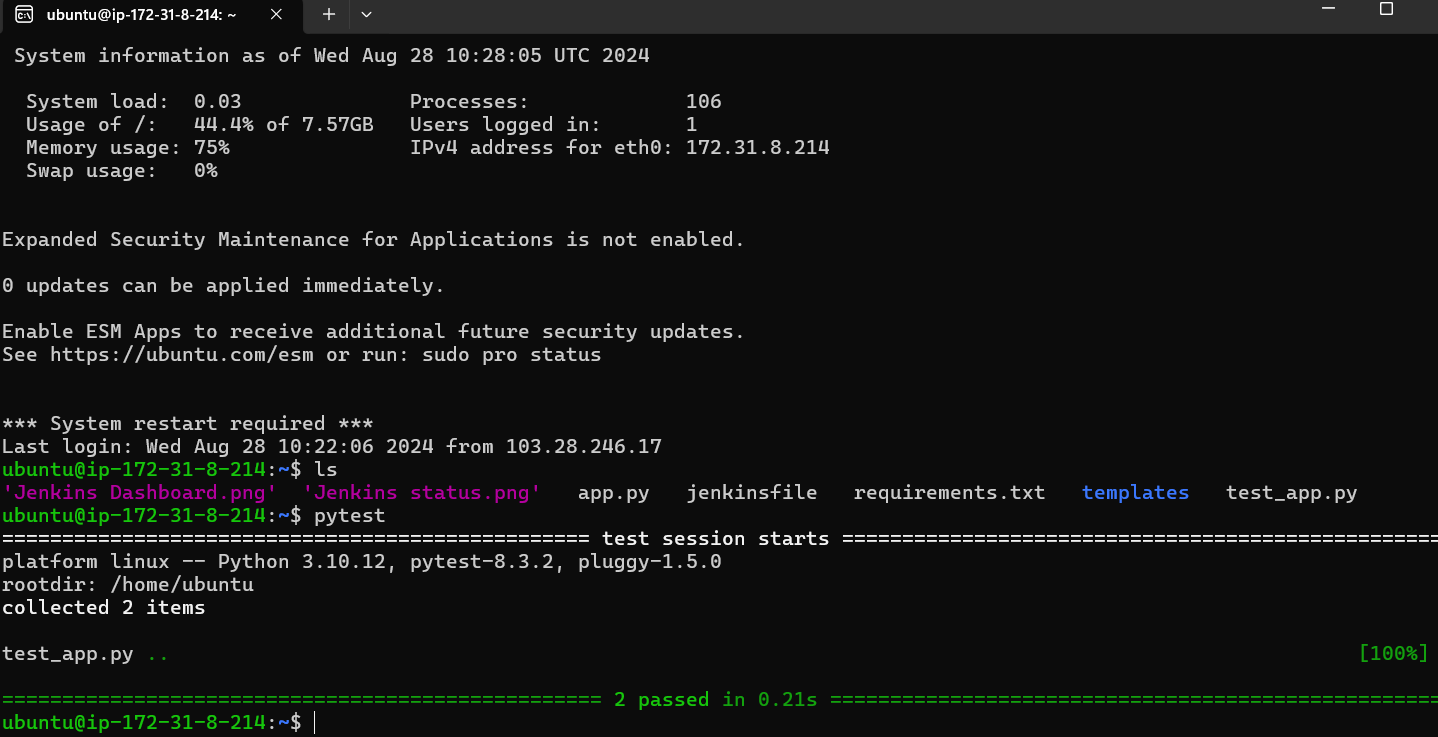 ubuntu@ip-172-31-8-214: ~
System information as of Wed Aug 28 10:28:05 UTC 2024
System load:  0.03                Processes:             106
Usage of /:   44.4% of 7.57GB   Users logged in:       1
Memory usage: 75%               IPv4 address for eth0: 172.31.8.214
Swap usage:   0%
Expanded Security Maintenance for Applications is not enabled.
0 updates can be applied immediately.
Enable ESM Apps to receive additional future security updates.
See https://ubuntu.com/esm or run: sudo pro status
*** System restart required ***
Last login: Wed Aug 28 10:22:06 2024 from 103.28.246.17
ubuntu@ip-172-31-8-214:~$ ls
'Jenkins Dashboard.png'  'Jenkins status.png'   app.py   jenkinsfile   requirements.txt   templates   test_app.py
ubuntu@ip-172-31-8-214:~$ pytest
================================================= test session starts ==================================================
platform linux -- Python 3.10.12, pytest-8.3.2, pluggy-1.5.0
rootdir: /home/ubuntu
collected 2 items
test_app.py .. [100%]
================================================== 2 passed in 0.21s ===================================================
ubuntu@ip-172-31-8-214:~$